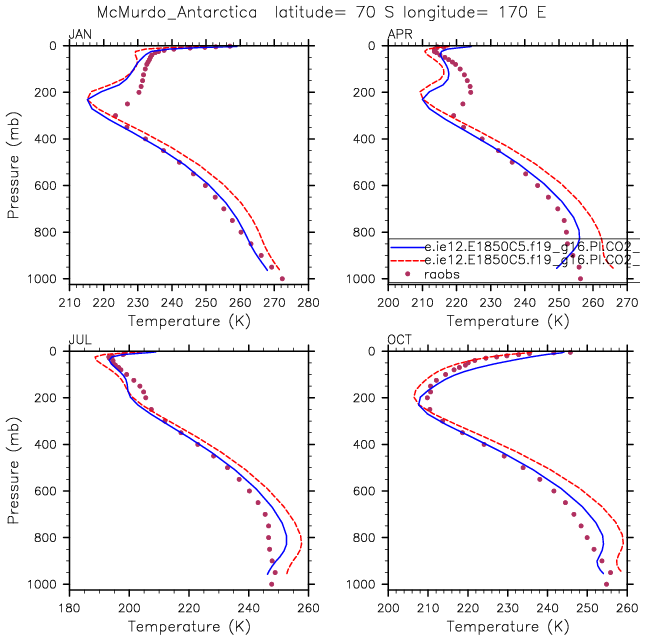 McMurdo_Antarctica latitude= 70 S longitude= 170 E
JAN
APR
0
200
400
600
800
1000
Pressure (mb)
210 220 230 240 250 260 270 280
Temperature (K)
0
200
400
600
800
1000
200 210 220 230 240 250 260 270
Temperature (K)
e.ie12.E1850C5.f19_g16.PI.CO2_
e.ie12.E1850C5.f19_g16.PI.CO2_
raobs
JUL
OCT
0
200
400
600
800
1000
Pressure (mb)
180 200 220 240 260
Temperature (K)
0
200
400
600
800
1000
200 210 220 230 240 250 260
Temperature (K)